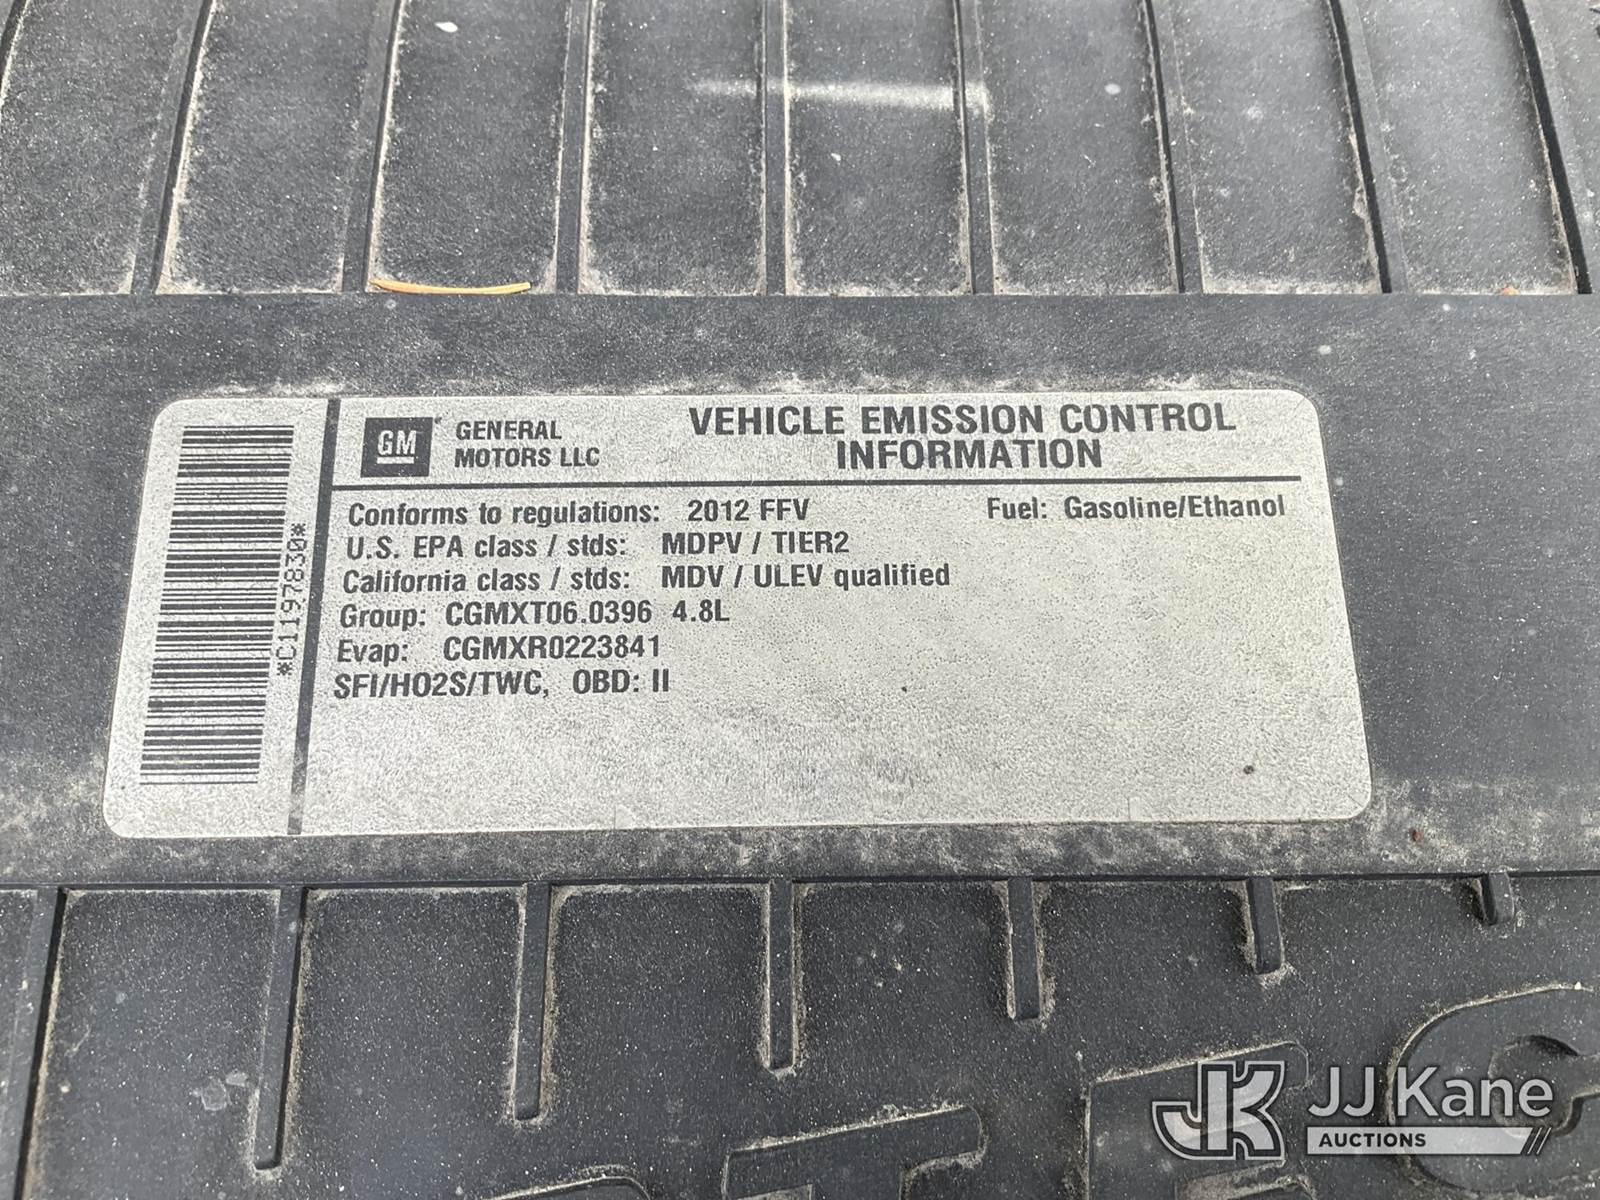 GM
GENERAL
MOTORS LLC
VEHICLE EMISSION CONTROL
INFORMATION
Conforms to regulations: 2012 FFV Fuel: Gasoline/Ethanol
U.S. EPA class / stds: MDPV / TIER2
California class / stds: MDV / ULEV qualified
Group: CGMXT06.0396 4.8L
Evap: CGMXR0223841
SFI/HO2S/TWC, OBD: II
*C1197830*
JK JJ Kane
AUCTIONS